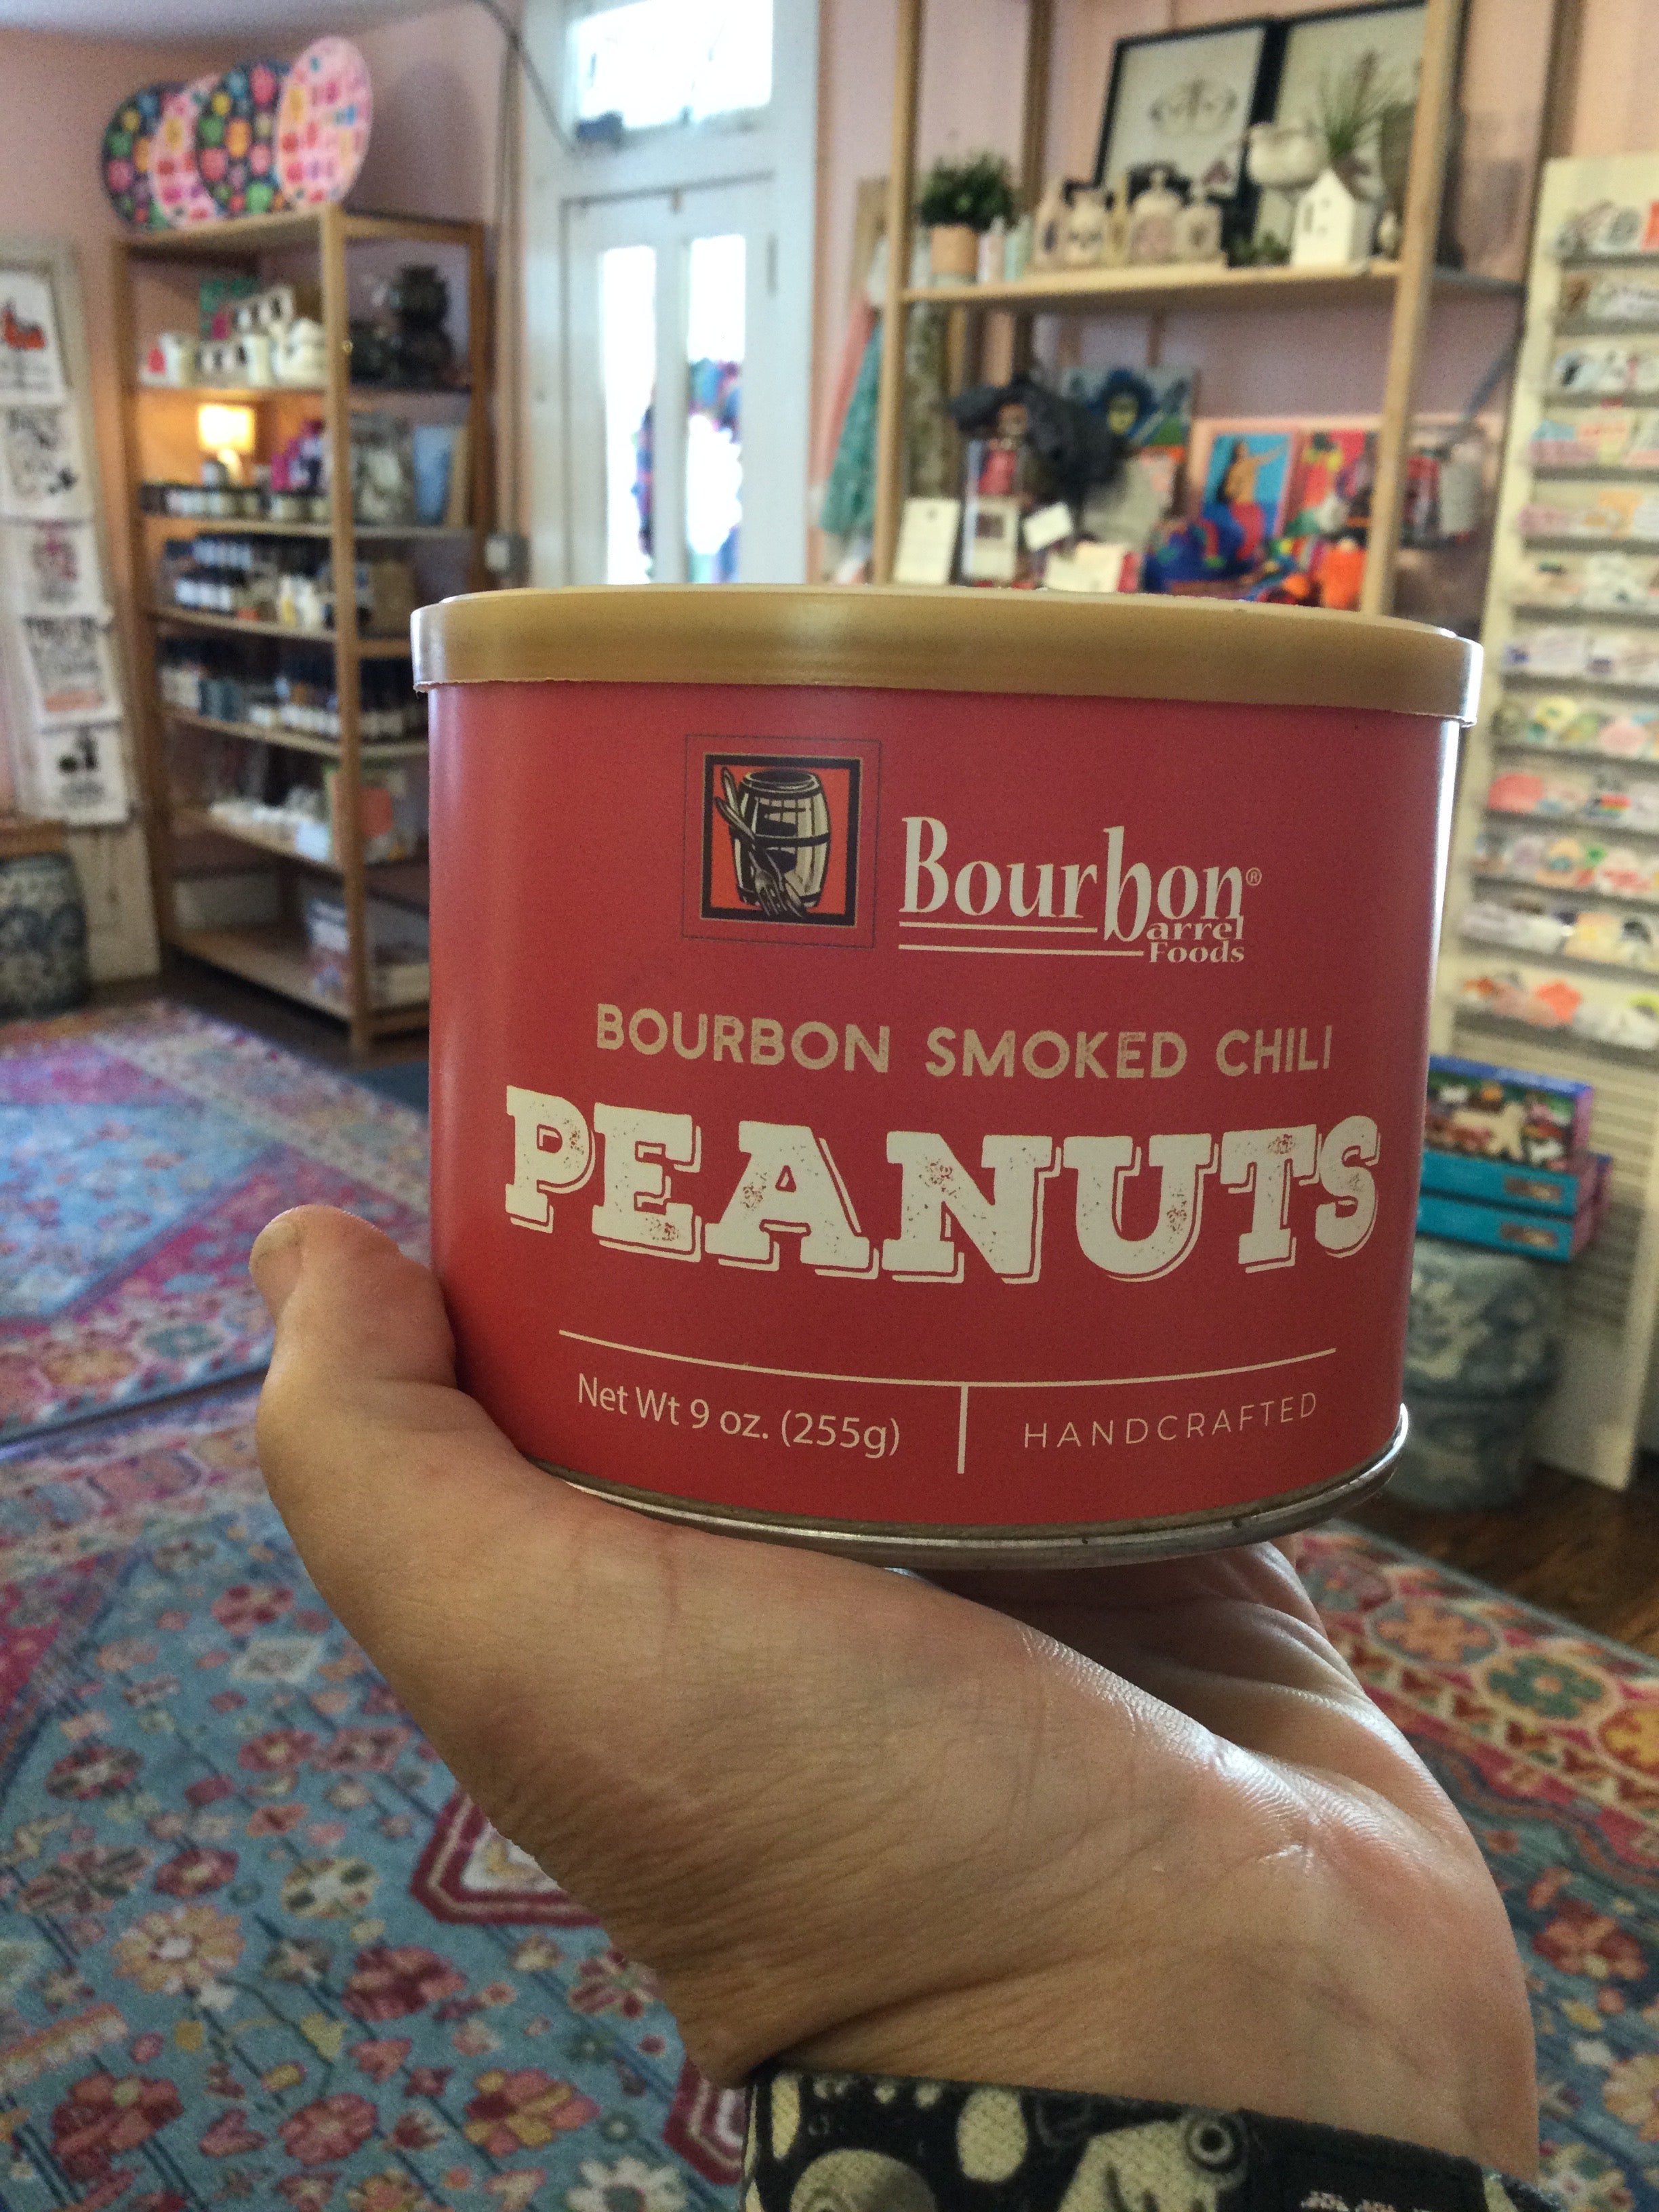 Bourbon®
Barrel
Foods
BOURBON SMOKED CHILI
PEANUTS
Net Wt 9 oz. (255g)
HANDCRAFTED